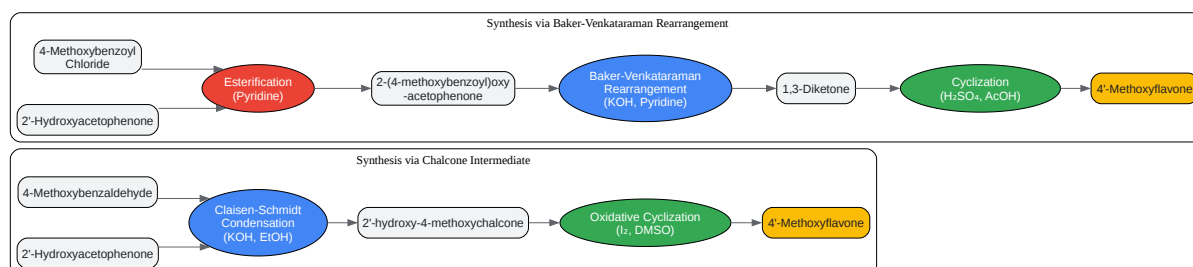 Synthesis via Baker-Venkataraman Rearrangement
4-Methoxybenzoyl
Chloride
2'-Hydroxyacetophenone
Esterification
(Pyridine)
2-(4-methoxybenzoyl)oxy
-acetophenone
Baker-Venkataraman
Rearrangement
(KOH, Pyridine)
1,3-Diketone
Cyclization
(H₂SO₄, AcOH)
4'-Methoxyflavone
Synthesis via Chalcone Intermediate
4-Methoxybenzaldehyde
2'-Hydroxyacetophenone
Claisen-Schmidt
Condensation
(KOH, EtOH)
2'-hydroxy-4-methoxychalcone
Oxidative Cyclization
(I₂, DMSO)
4'-Methoxyflavone